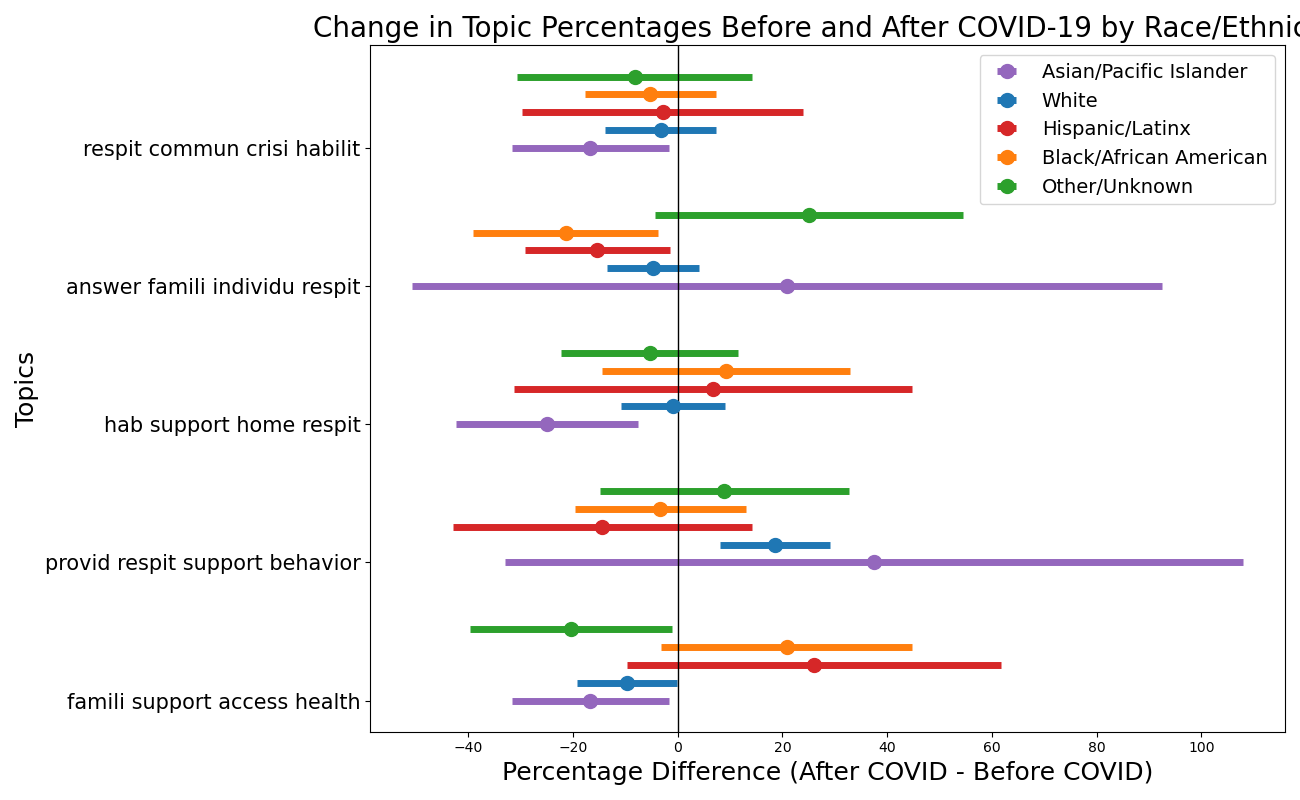 Change in Topic Percentages Before and After COVID-19 by Race/Ethnic
Asian/Pacific Islander
White
Hispanic/Latinx
Black/African American
Other/Unknown
respit commun crisi habilit
answer famili individu respit
hab support home respit
provid respit support behavior
famili support access health
Topics
−40 −20 0 20 40 60 80 100
Percentage Difference (After COVID - Before COVID)